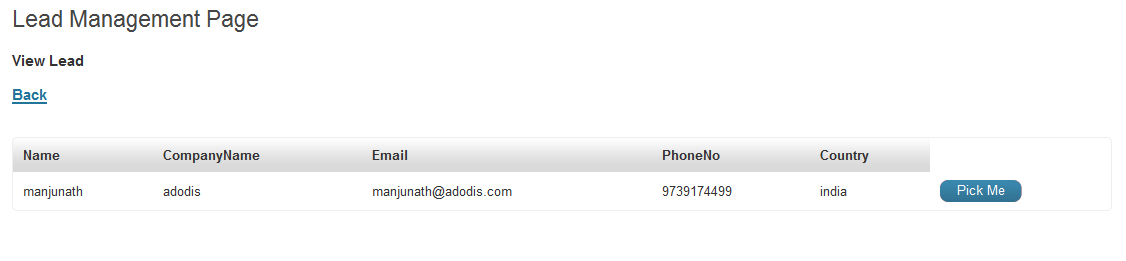 Lead Management Page
View Lead
Back
Name CompanyName Email PhoneNo Country
manjunath adodis manjunath@adodis.com 9739174499 india Pick Me